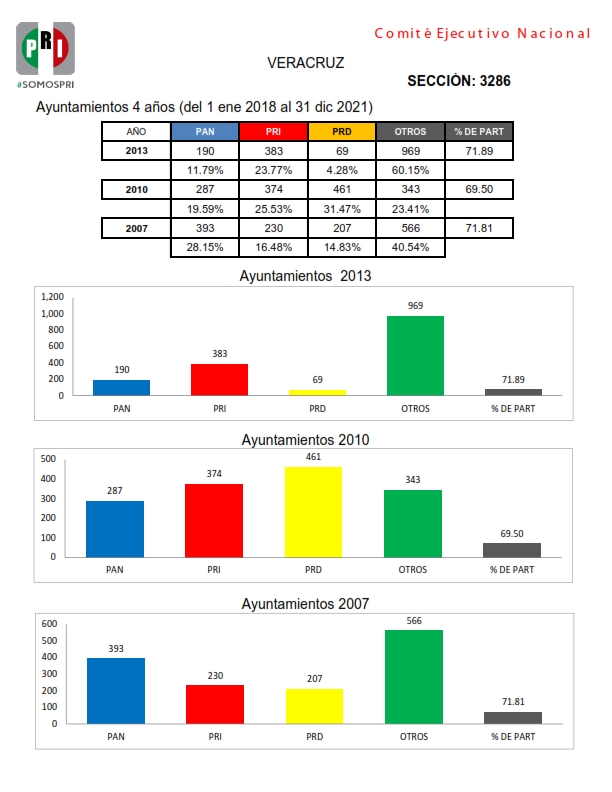 Comité Ejecutivo Nacional
PRI
#SOMOSPRI
VERACRUZ
SECCIÓN: 3286
Ayuntamientos 4 años (del 1 ene 2018 al 31 dic 2021)
AÑO PAN PRI PRD OTROS % DE PART
2013 190 383 69 969 71.89
11.79% 23.77% 4.28% 60.15%
2010 287 374 461 343 69.50
19.59% 25.53% 31.47% 23.41%
2007 393 230 207 566 71.81
28.15% 16.48% 14.83% 40.54%
Ayuntamientos 2013
1,200
1,000
800
600
400
200
0
190 383 69 969 71.89
PAN PRI PRD OTROS % DE PART
Ayuntamientos 2010
500
400
300
200
100
0
287 374 461 343 69.50
PAN PRI PRD OTROS % DE PART
Ayuntamientos 2007
600
500
400
300
200
100
0
393 230 207 566 71.81
PAN PRI PRD OTROS % DE PART